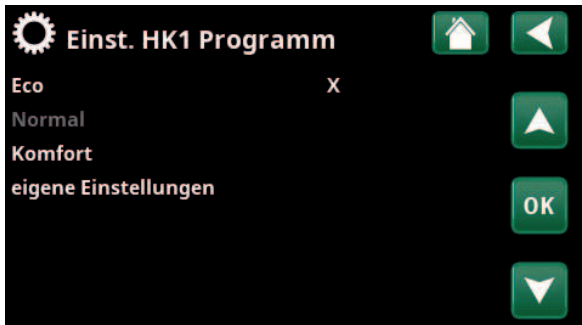 Einst. HK1 Programm
Eco X
Normal
Komfort
eigene Einstellungen
OK